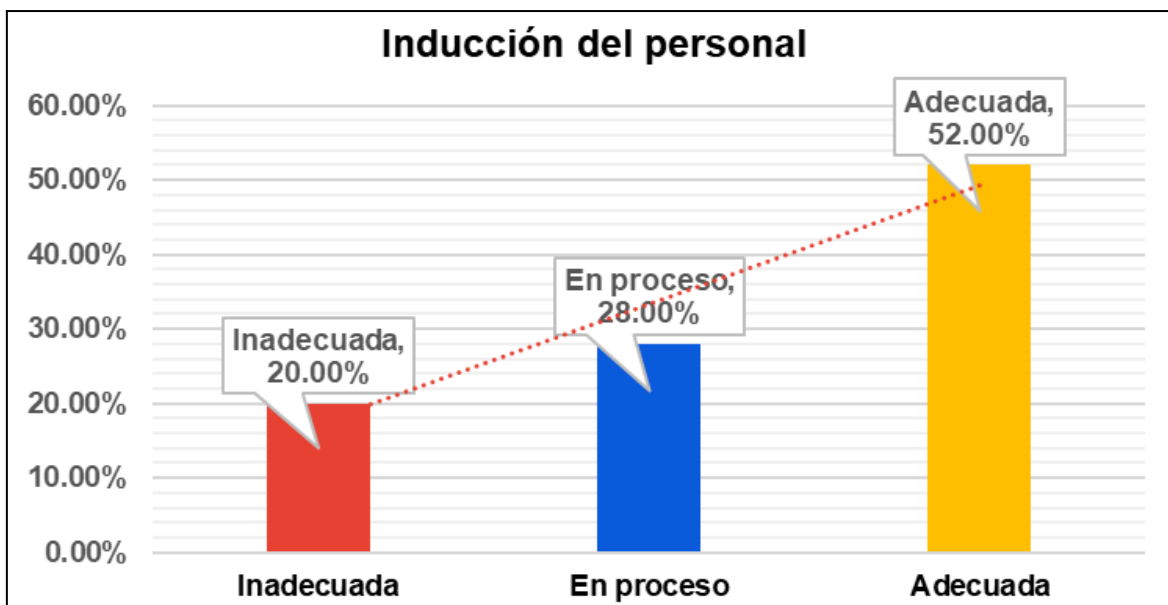 Inducción del personal
60.00%
50.00%
40.00%
30.00%
20.00%
10.00%
0.00%
Inadecuada,
20.00%
En proceso,
28.00%
Adecuada,
52.00%
Inadecuada
En proceso
Adecuada